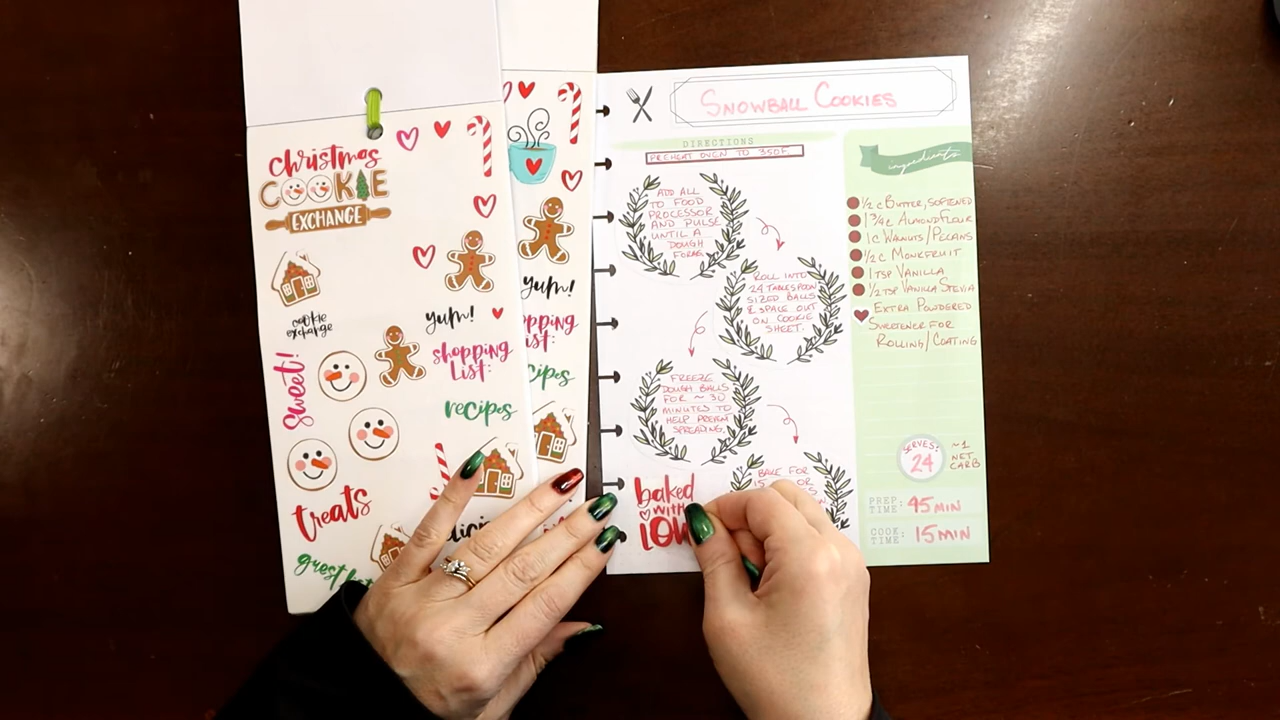 christmas
COOKIE
EXCHANGE
cookie
exchange
yum!
Sweet!
shopping
List:
recipes
treats
yum!
SNOWBALL COOKIES
DIRECTIONS
PREHEAT OVEN TO 350F
ADD ALL
TO FOOD
PROCESSOR
AND PULSE
UNTIL A
DOUGH
FORMS
ROLL INTO
24 TABLESPOON
SIZED BALLS
& SPACE OUT
ON COOKIE
SHEET.
FREEZE
DOUGH BALLS
FOR ~ 30
MINUTES TO
HELP PREVENT
SPREADING.
BAKE FOR
15
baked
with
ingredients
1/2 C BUTTER, SOFTENED
1 3/4 C ALMOND FLOUR
1 C WALNUTS/PECANS
1/2 C MONKFRUIT
1 TSP VANILLA
1/2 TSP VANILLA STEVIA
EXTRA POWDERED
SWEETENER FOR
ROLLING/COATING
SERVES:
24
~1
NET
CARB
PREP
TIME: 45 MIN
COOK
TIME: 15 MIN